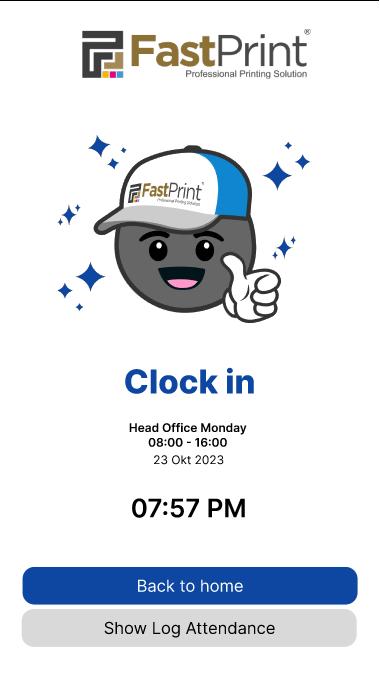 FastPrint®
Professional Printing Solution
FastPrint
Professional Printing Solution
Clock in
Head Office Monday
08:00 - 16:00
23 Okt 2023
07:57 PM
Back to home
Show Log Attendance